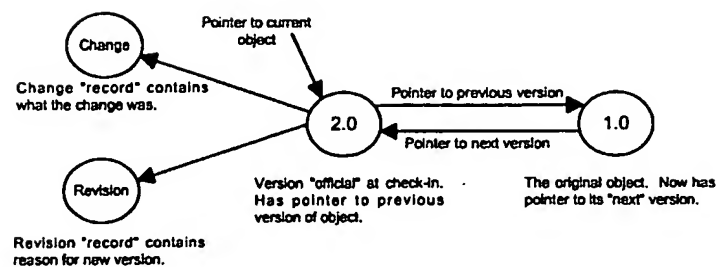 Pointer to current
object
Change
Change "record" contains
what the change was.
Pointer to previous version
2.0
1.0
Pointer to next version
Revision
Version "official" at check-in.
Has pointer to previous
version of object.
The original object. Now has
pointer to its "next" version.
Revision "record" contains
reason for new version.